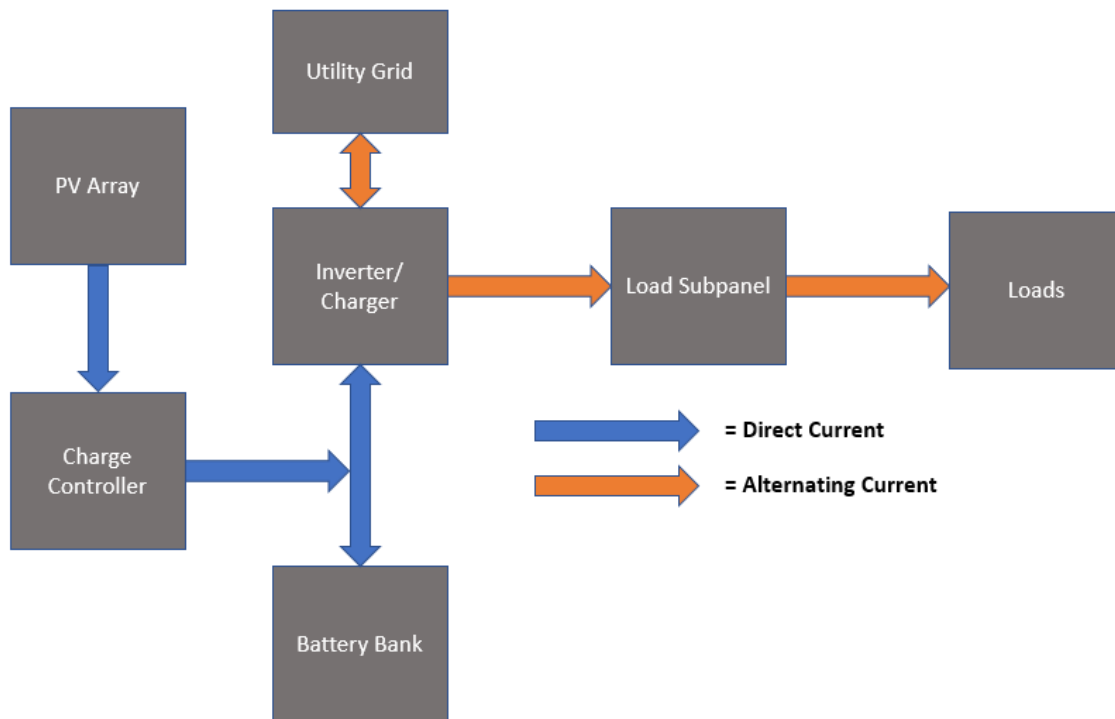 Utility Grid
PV Array
Inverter/
Charger
Load Subpanel
Loads
Charge
Controller
= Direct Current
= Alternating Current
Battery Bank